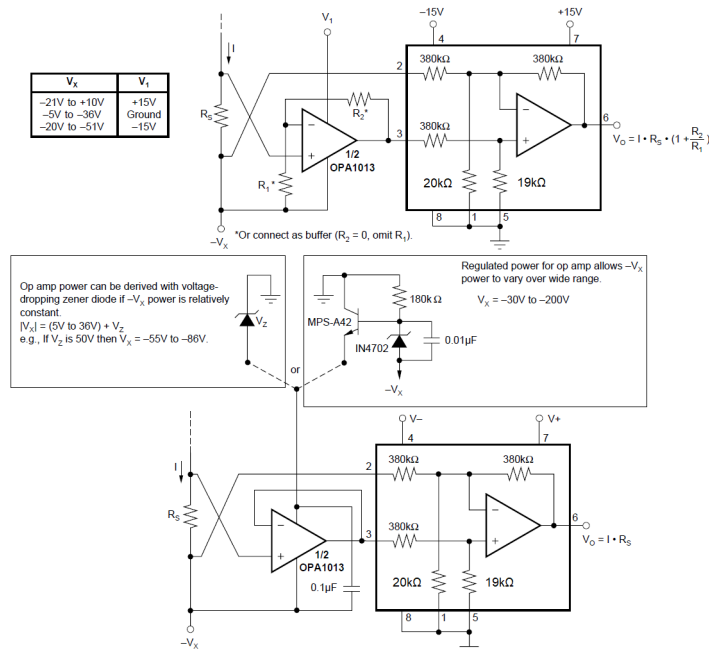 V1
–15V
+15V
I
4
7
2
380kΩ
380kΩ
VX V1
–21V to +10V +15V
–5V to –36V Ground
–20V to –51V –15V
RS
R2*
–
+
1/2
OPA1013
3
380kΩ
–
+
6
VO = I • RS • (1 + R2/R1)
R1*
20kΩ
19kΩ
8
1
5
–VX
*Or connect as buffer (R2 = 0, omit R1).
Op amp power can be derived with voltage-
dropping zener diode if –VX power is relatively
constant.
|VX| = (5V to 36V) + VZ
e.g., If VZ is 50V then VX = –55V to –86V.
VZ
or
Regulated power for op amp allows –VX
power to vary over wide range.
VX = –30V to –200V
180kΩ
MPS-A42
IN4702
0.01µF
–VX
V–
V+
4
7
I
2
380kΩ
380kΩ
RS
–
+
1/2
OPA1013
3
380kΩ
–
+
6
VO = I • RS
0.1µF
20kΩ
19kΩ
8
1
5
–VX